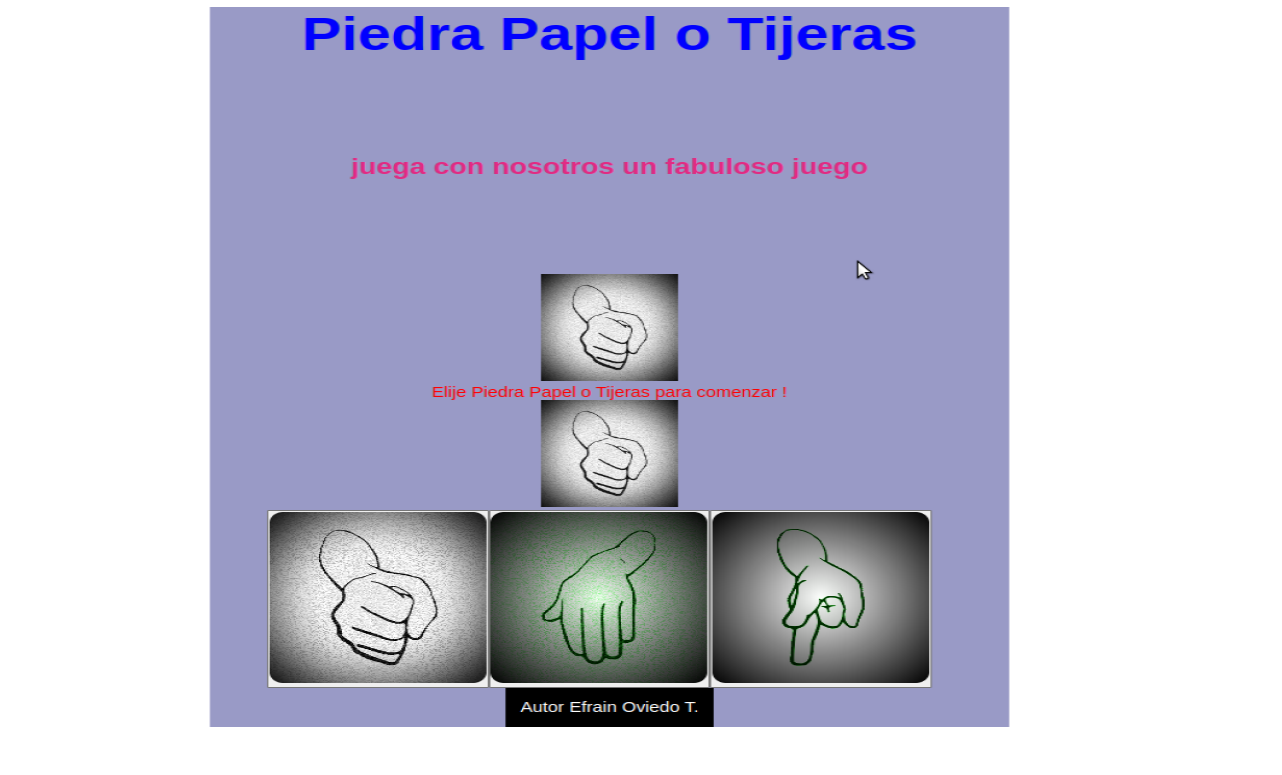 Piedra Papel o Tijeras
juega con nosotros un fabuloso juego
Elije Piedra Papel o Tijeras para comenzar !
Autor Efrain Oviedo T.